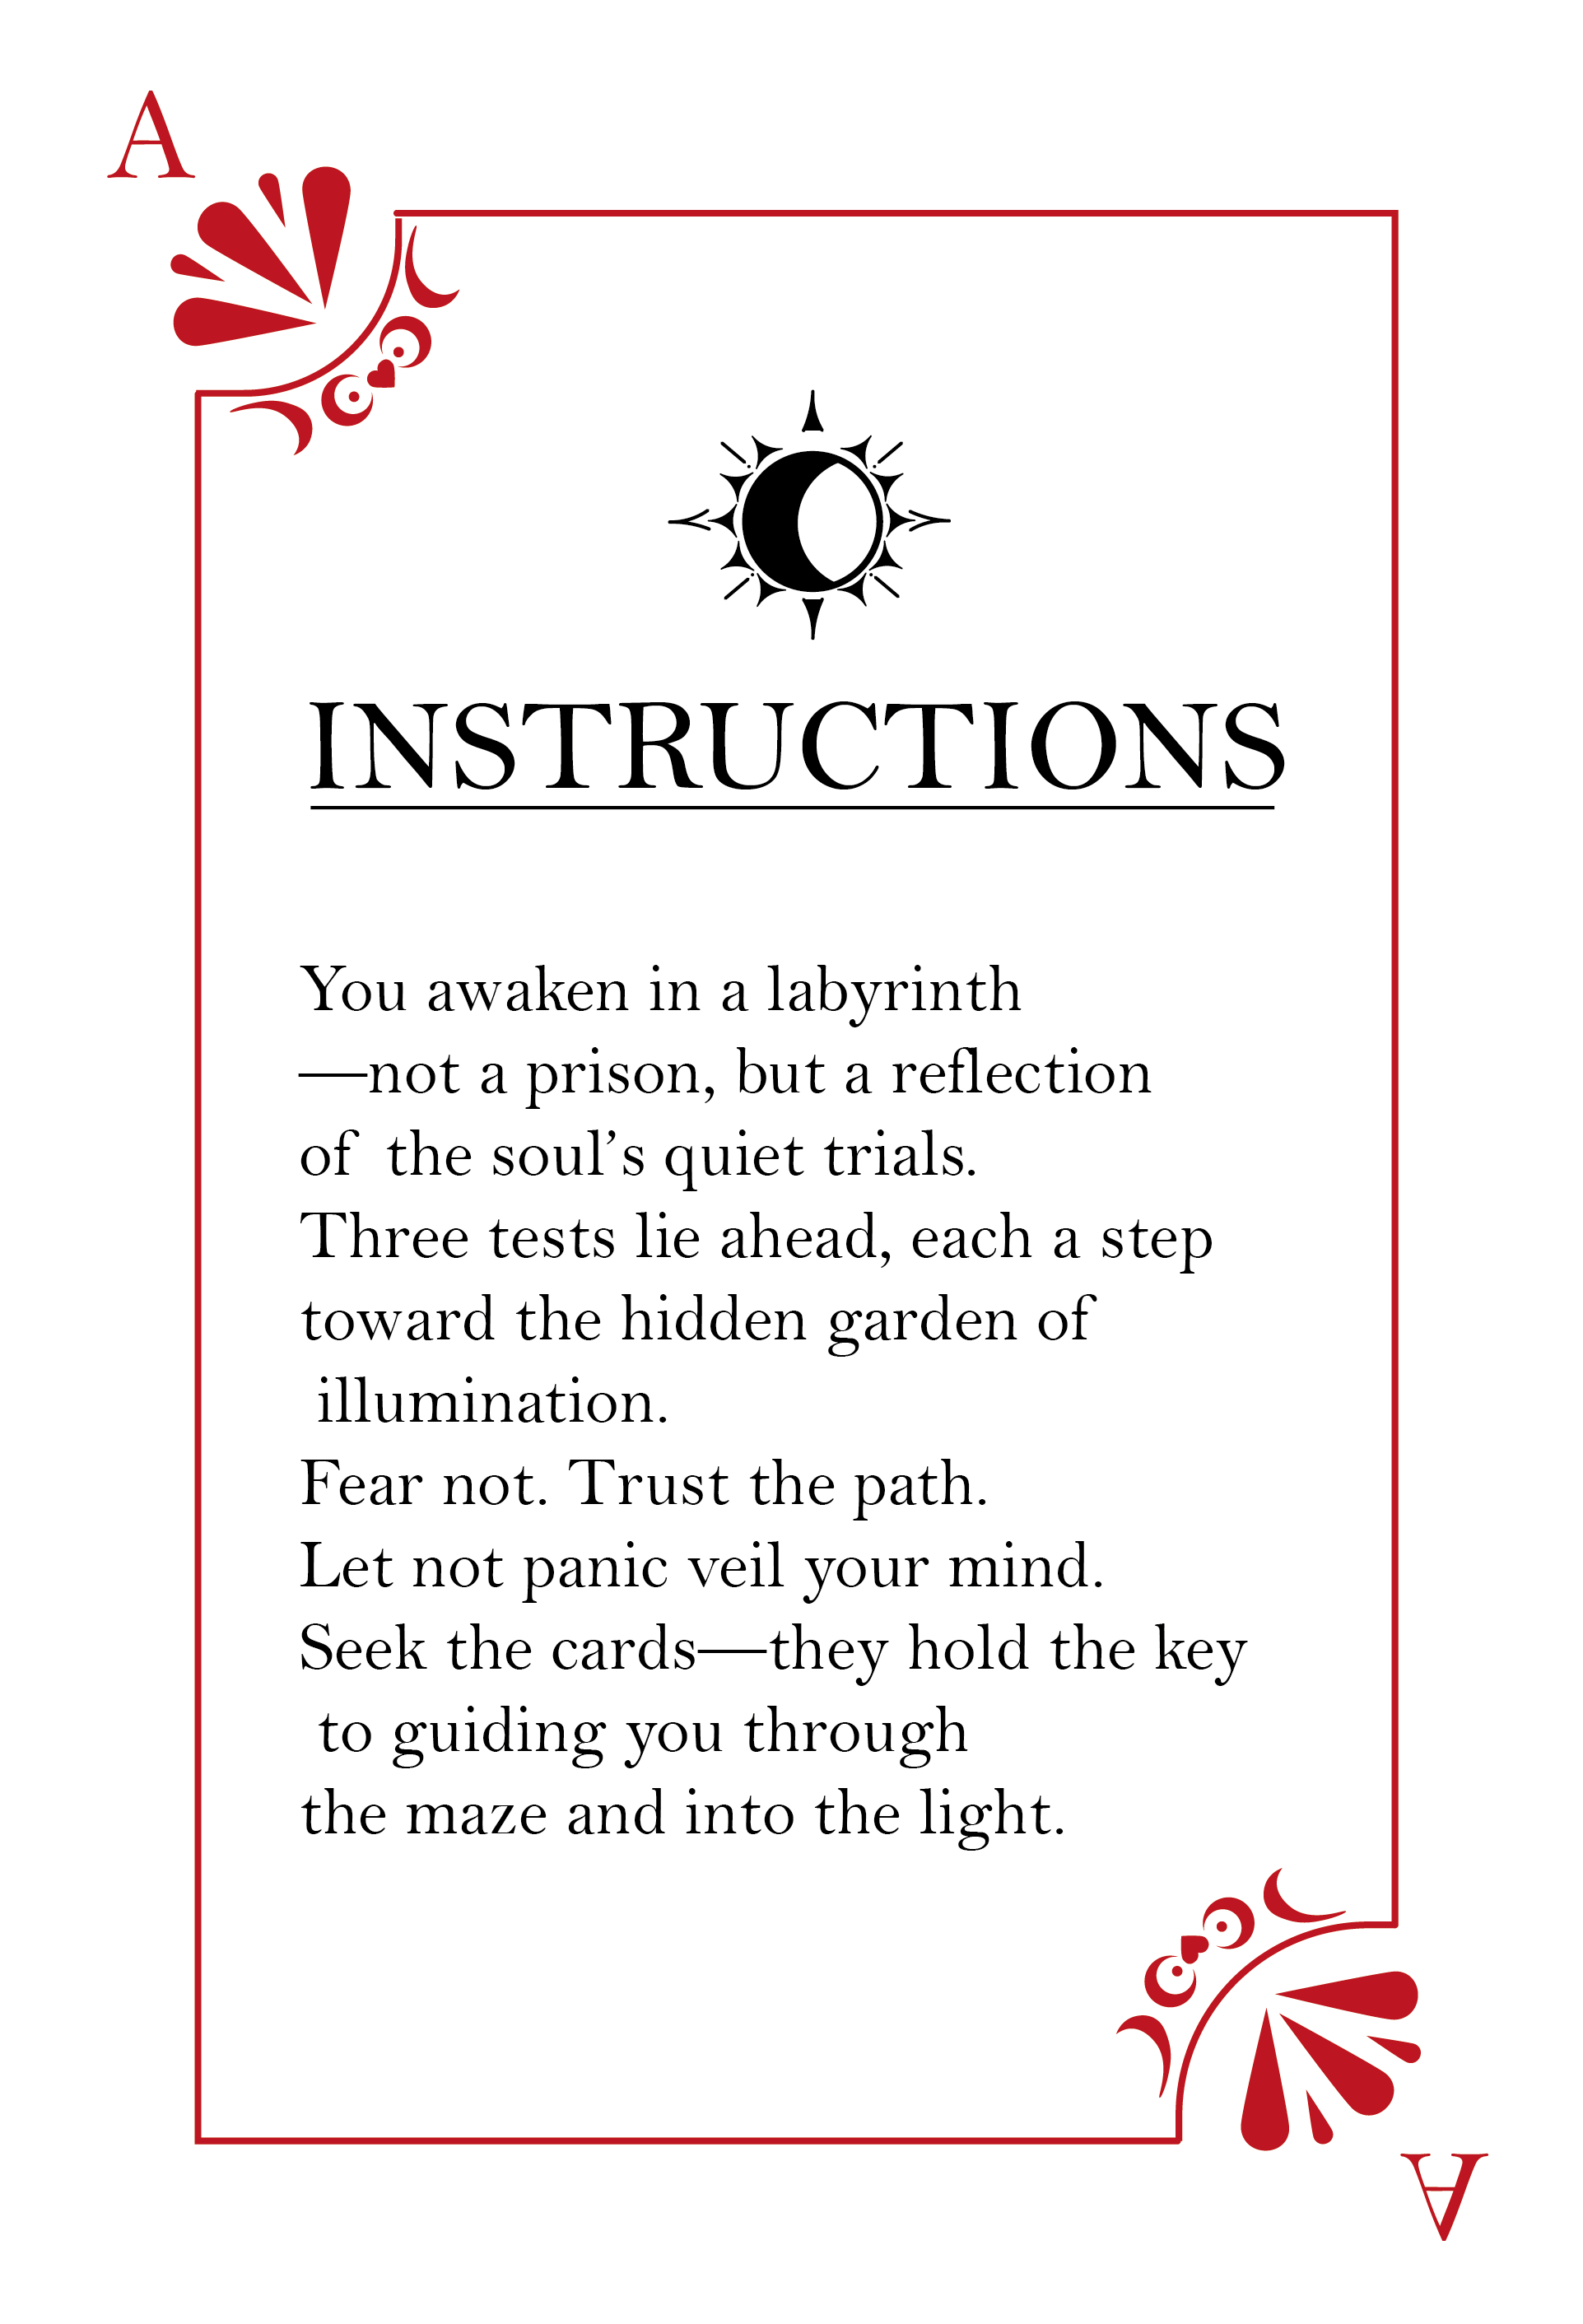 A
INSTRUCTIONS
You awaken in a labyrinth
—not a prison, but a reflection
of  the soul’s quiet trials.
Three tests lie ahead, each a step
toward the hidden garden of
 illumination.
Fear not. Trust the path.
Let not panic veil your mind.
Seek the cards—they hold the key
 to guiding you through
the maze and into the light.
A